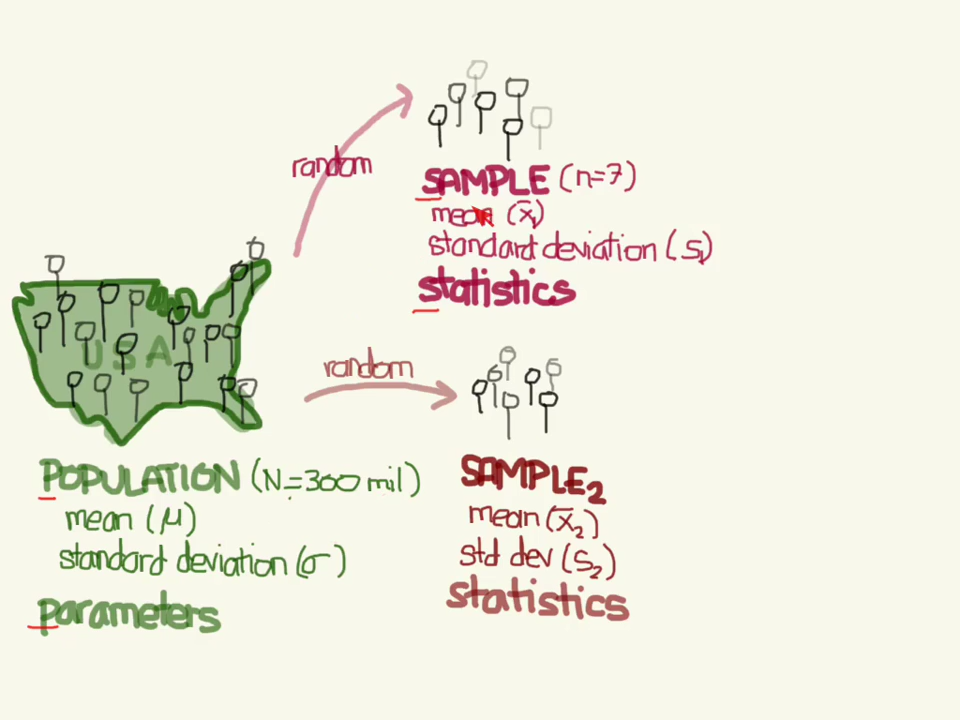 random
SAMPLE (n=7)
mean (x̄₁)
standard deviation (s₁)
statistics
USA
random
POPULATION (N=300 mil)
mean (μ)
standard deviation (σ)
parameters
SAMPLE₂
mean (x̄₂)
std dev (s₂)
statistics